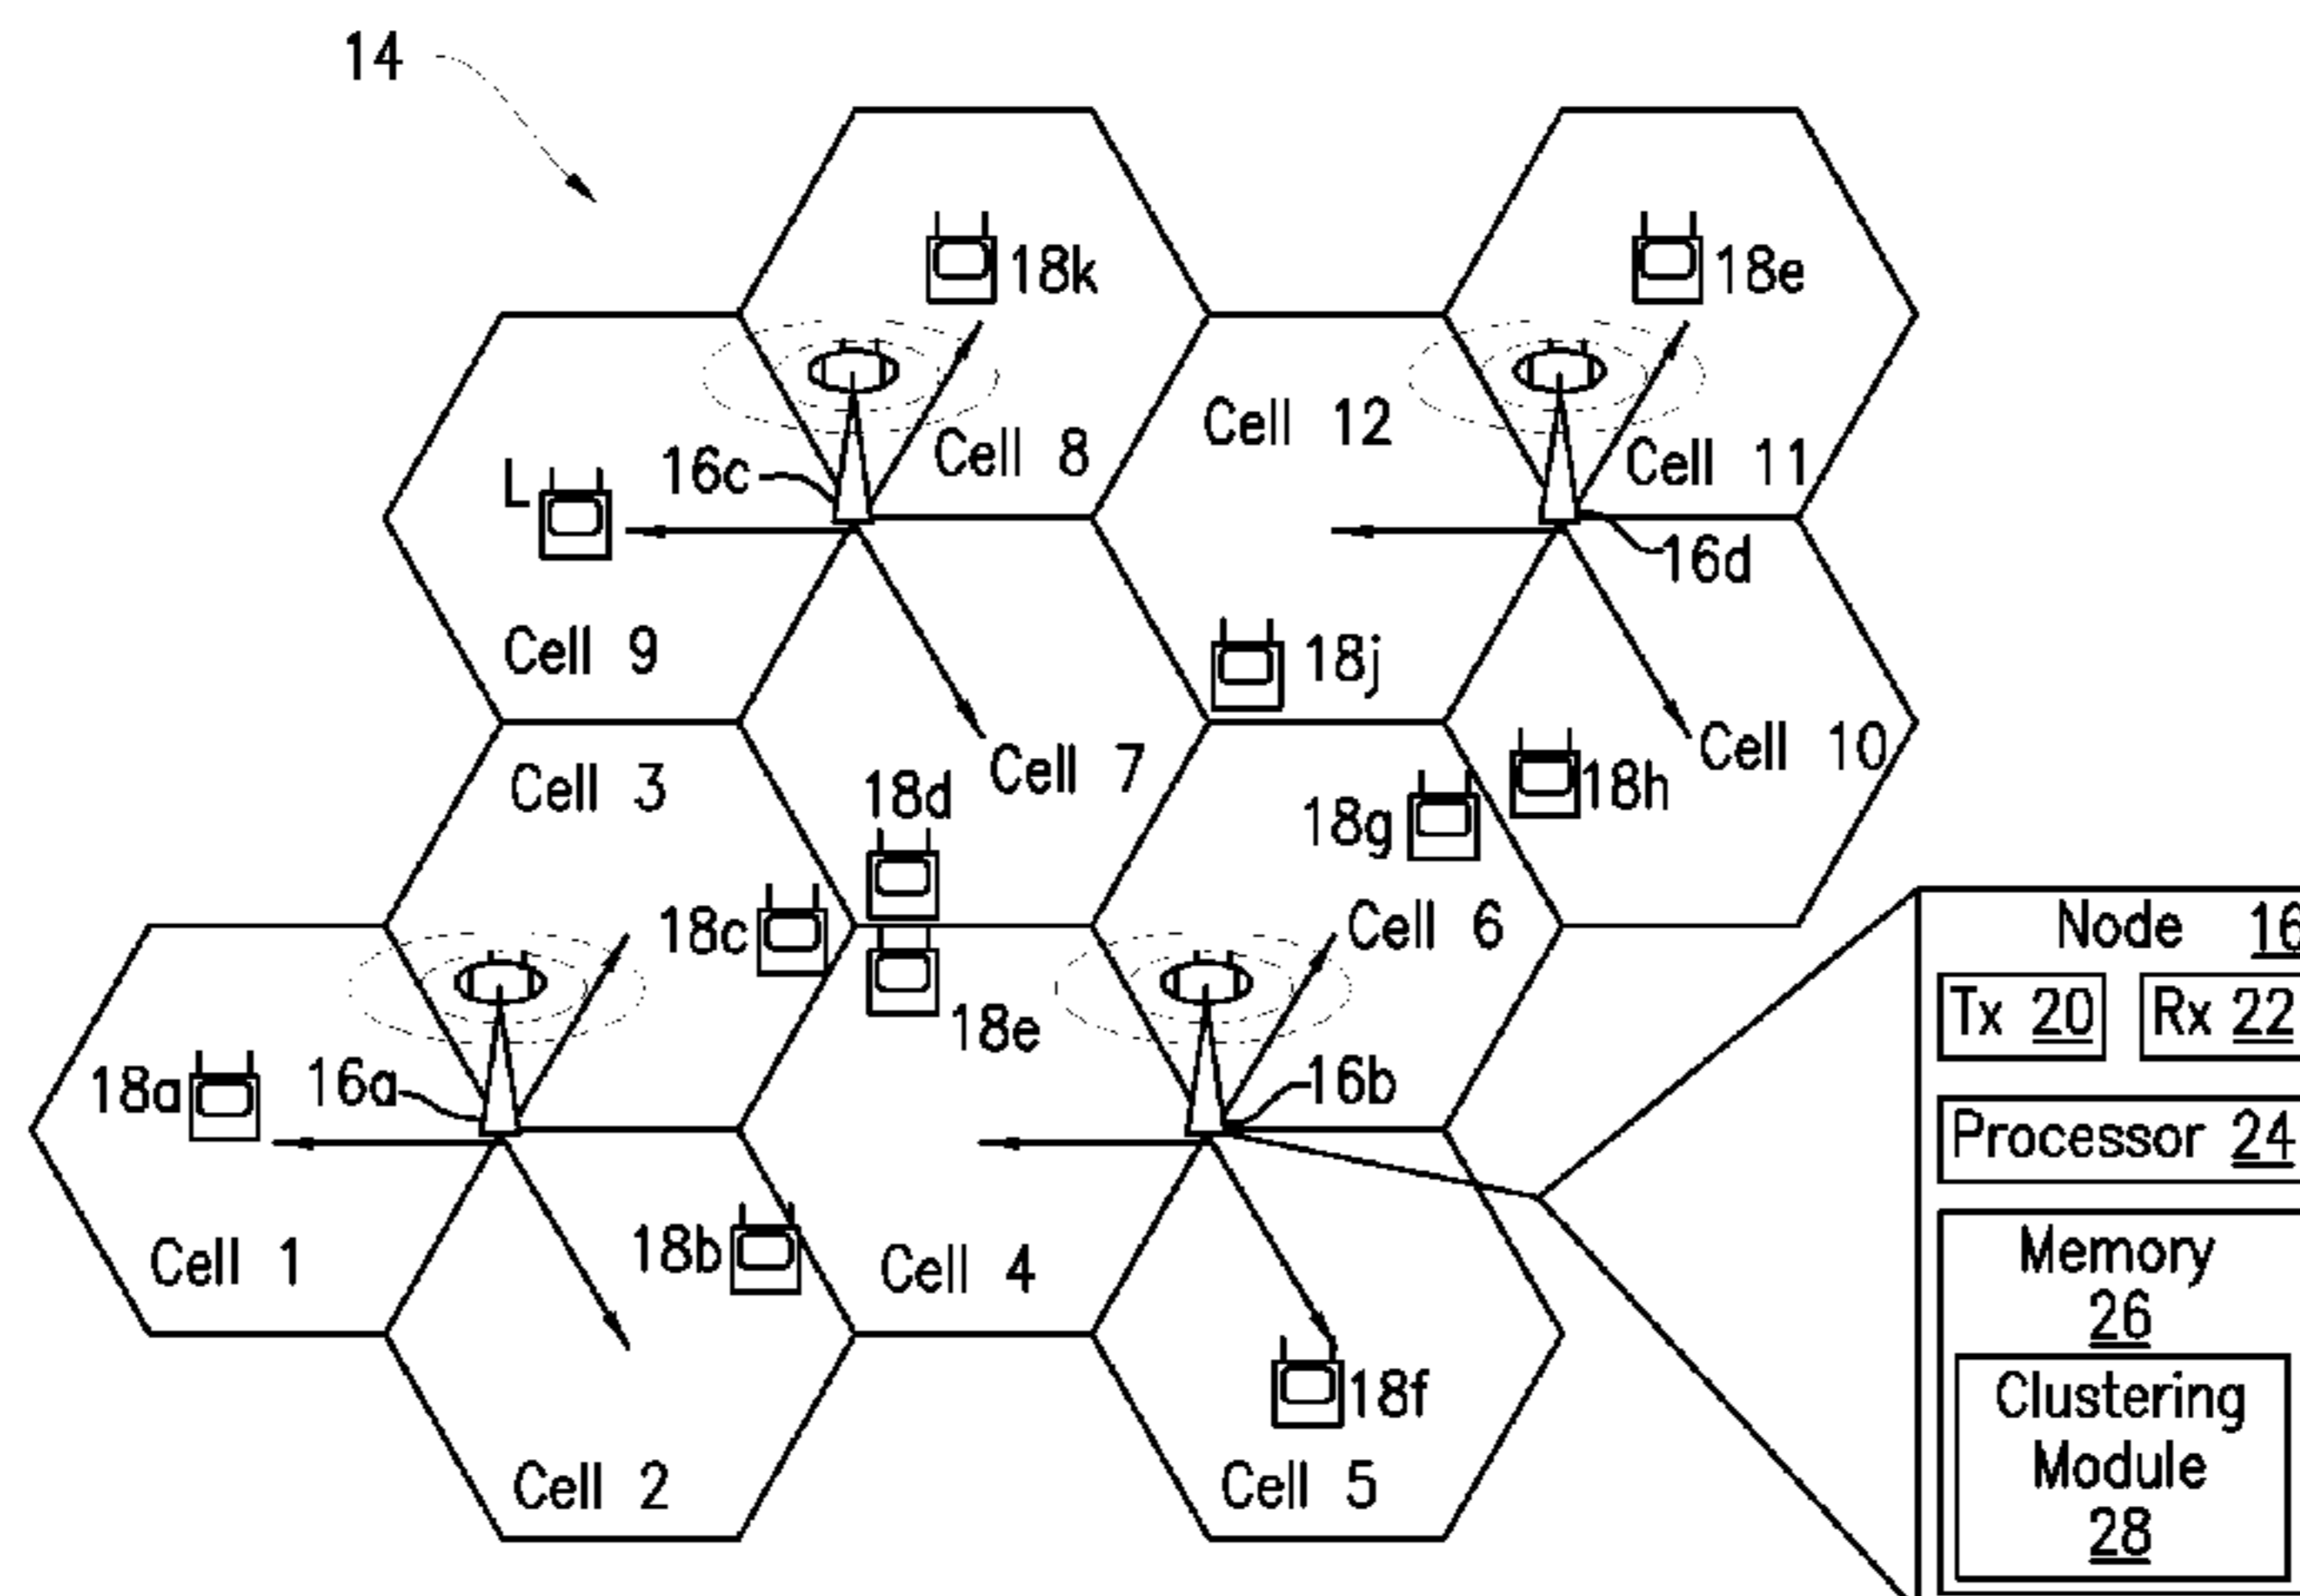 14
18k
18e
Cell 8
Cell 12
Cell 11
16c
L
16d
Cell 9
18j
Cell 7
Cell 10
Cell 3
18d
18h
18g
18c
Cell 6
18e
Node 16
Tx 20 Rx 22
18a
16a
16b
Processor 24
18b
Cell 1
Cell 4
Memory
26
18f
Clustering
Module
28
Cell 2
Cell 5